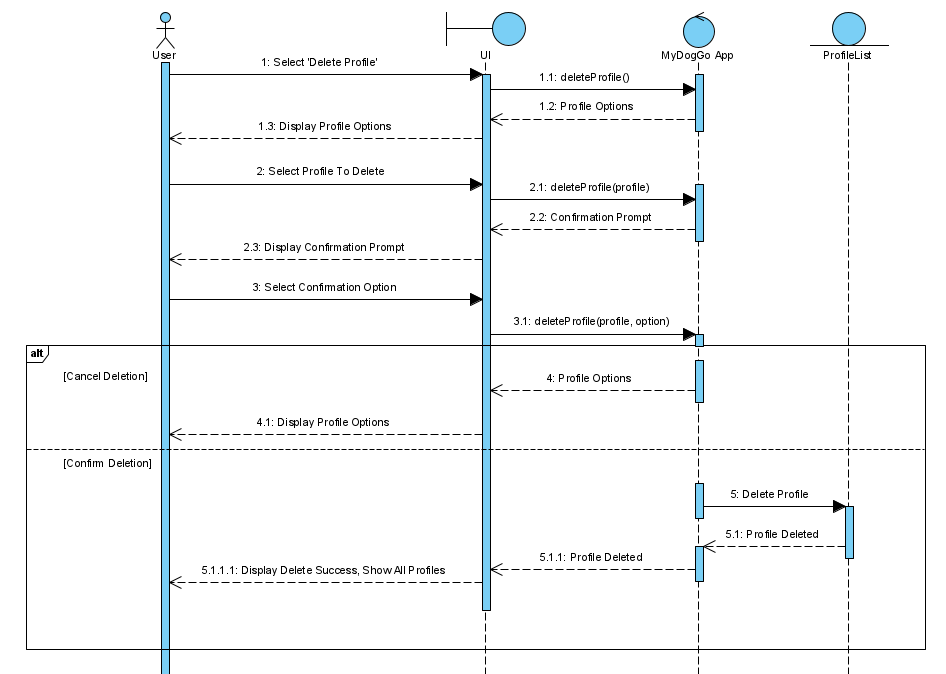 User
UI
MyDogGo App
ProfileList
1: Select 'Delete Profile'
1.1: deleteProfile()
1.2: Profile Options
1.3: Display Profile Options
2: Select Profile To Delete
2.1: deleteProfile(profile)
2.2: Confirmation Prompt
2.3: Display Confirmation Prompt
3: Select Confirmation Option
3.1: deleteProfile(profile, option)
alt
[Cancel Deletion]
4: Profile Options
4.1: Display Profile Options
[Confirm Deletion]
5: Delete Profile
5.1: Profile Deleted
5.1.1: Profile Deleted
5.1.1.1: Display Delete Success, Show All Profiles